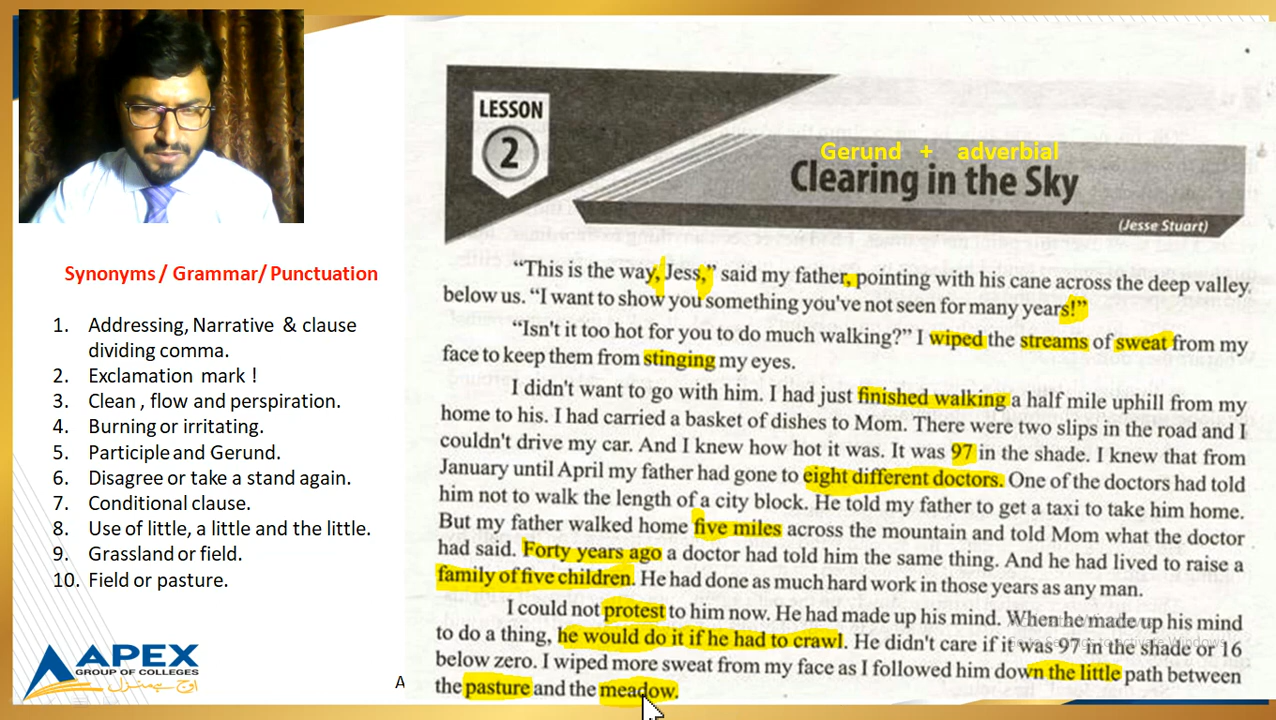 Synonyms / Grammar/ Punctuation
1. Addressing, Narrative & clause
dividing comma.
2. Exclamation mark !
3. Clean , flow and perspiration.
4. Burning or irritating.
5. Participle and Gerund.
6. Disagree or take a stand again.
7. Conditional clause.
8. Use of little, a little and the little.
9. Grassland or field.
10. Field or pasture.
APEX
GROUP OF COLLEGES
اوج ہے منزل
A
LESSON
2
Gerund + adverbial
Clearing in the Sky
(Jesse Stuart)
“This is the way, Jess,” said my father, pointing with his cane across the deep valley
below us. “I want to show you something you've not seen for many years!”
“Isn't it too hot for you to do much walking?” I wiped the streams of sweat from my
face to keep them from stinging my eyes.
I didn't want to go with him. I had just finished walking a half mile uphill from my
home to his. I had carried a basket of dishes to Mom. There were two slips in the road and I
couldn't drive my car. And I knew how hot it was. It was 97 in the shade. I knew that from
January until April my father had gone to eight different doctors. One of the doctors had told
him not to walk the length of a city block. He told my father to get a taxi to take him home.
But my father walked home five miles across the mountain and told Mom what the doctor
had said. Forty years ago a doctor had told him the same thing. And he had lived to raise a
family of five children. He had done as much hard work in those years as any man.
I could not protest to him now. He had made up his mind. When he made up his mind
to do a thing, he would do it if he had to crawl. He didn't care if it was 97 in the shade or 16
below zero. I wiped more sweat from my face as I followed him down the little path between
the pasture and the meadow.